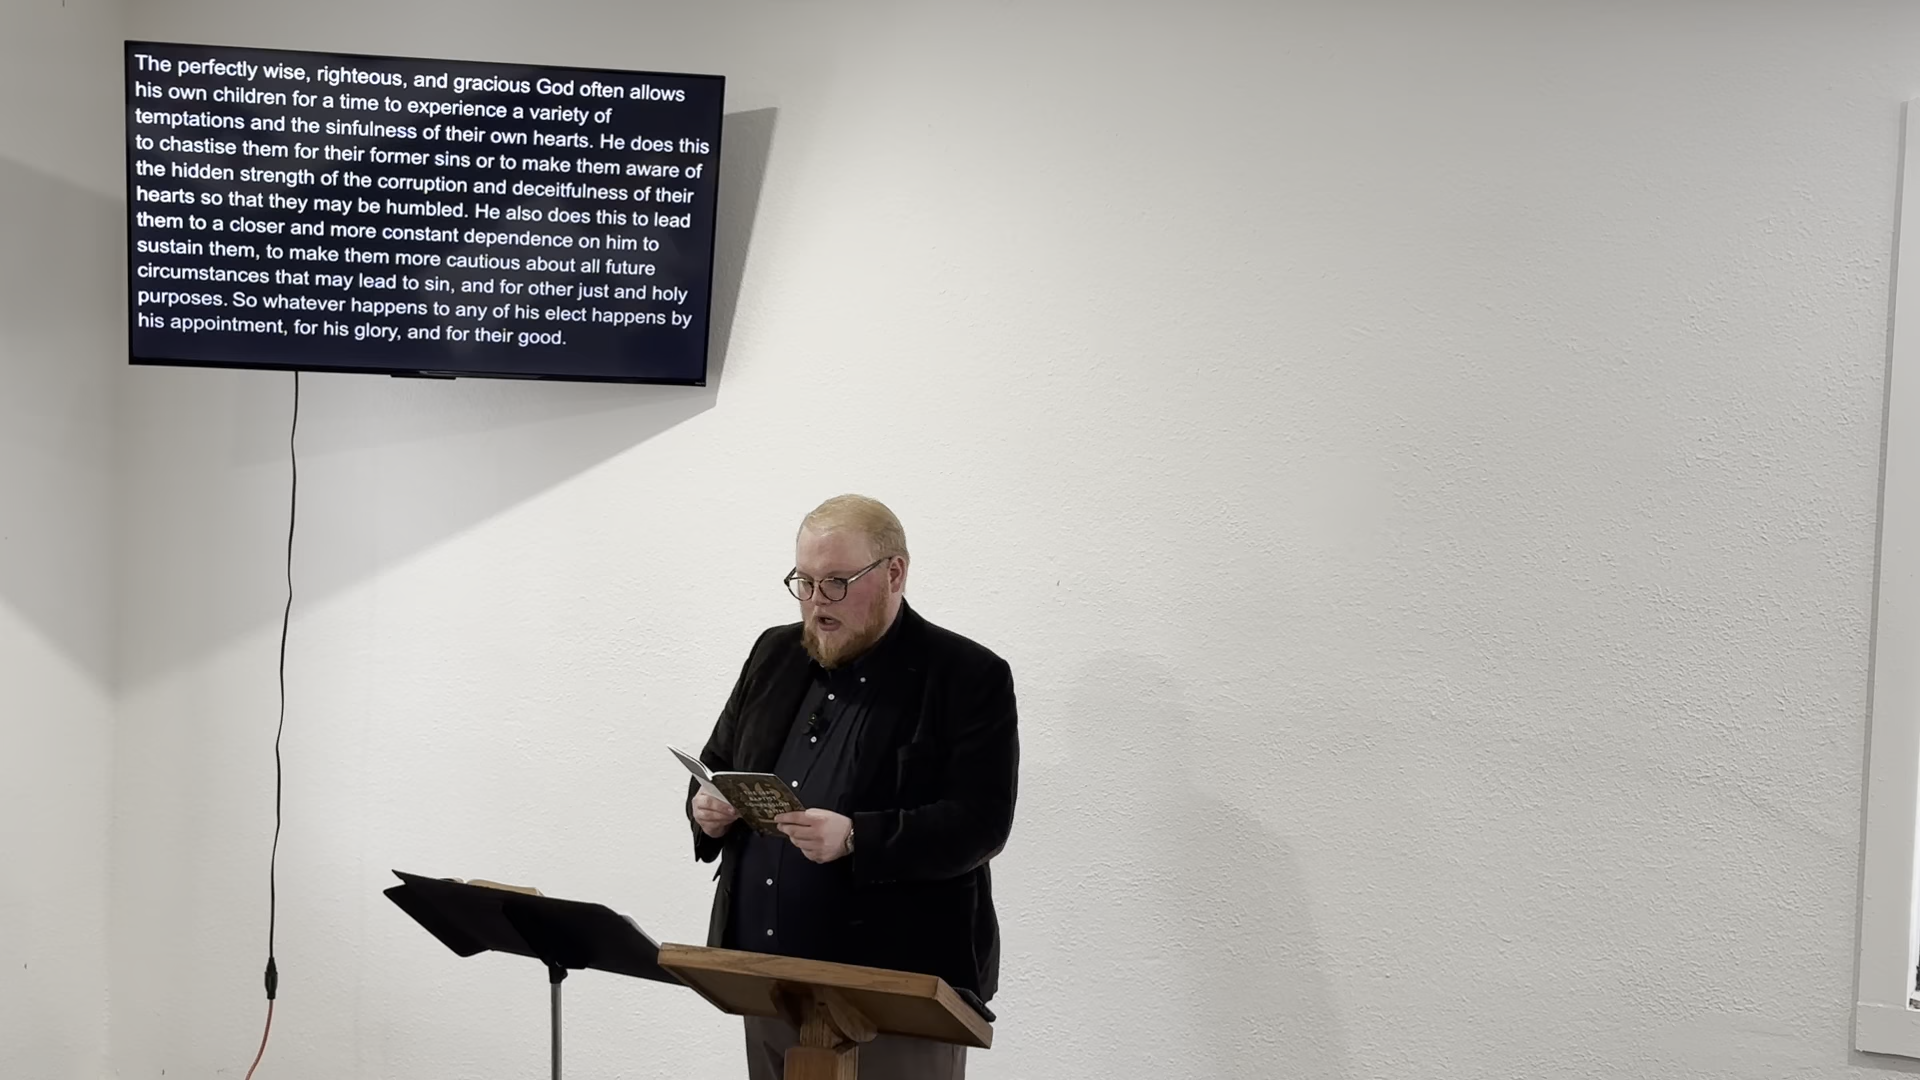 The perfectly wise, righteous, and gracious God often allows
his own children for a time to experience a variety of
temptations and the sinfulness of their own hearts. He does this
to chastise them for their former sins or to make them aware of
the hidden strength of the corruption and deceitfulness of their
hearts so that they may be humbled. He also does this to lead
them to a closer and more constant dependence on him to
sustain them, to make them more cautious about all future
circumstances that may lead to sin, and for other just and holy
purposes. So whatever happens to any of his elect happens by
his appointment, for his glory, and for their good.
BAPTIST
CONFESSION
FAITH